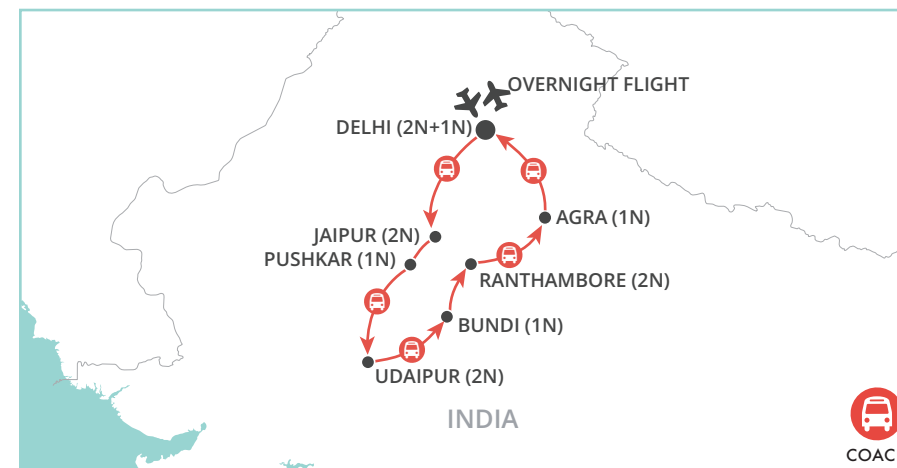 OVERNIGHT FLIGHT
DELHI (2N+1N)
AGRA (1N)
JAIPUR (2N)
PUSHKAR (1N)
RANTHAMBORE (2N)
BUNDI (1N)
UDAIPUR (2N)
INDIA
COAC